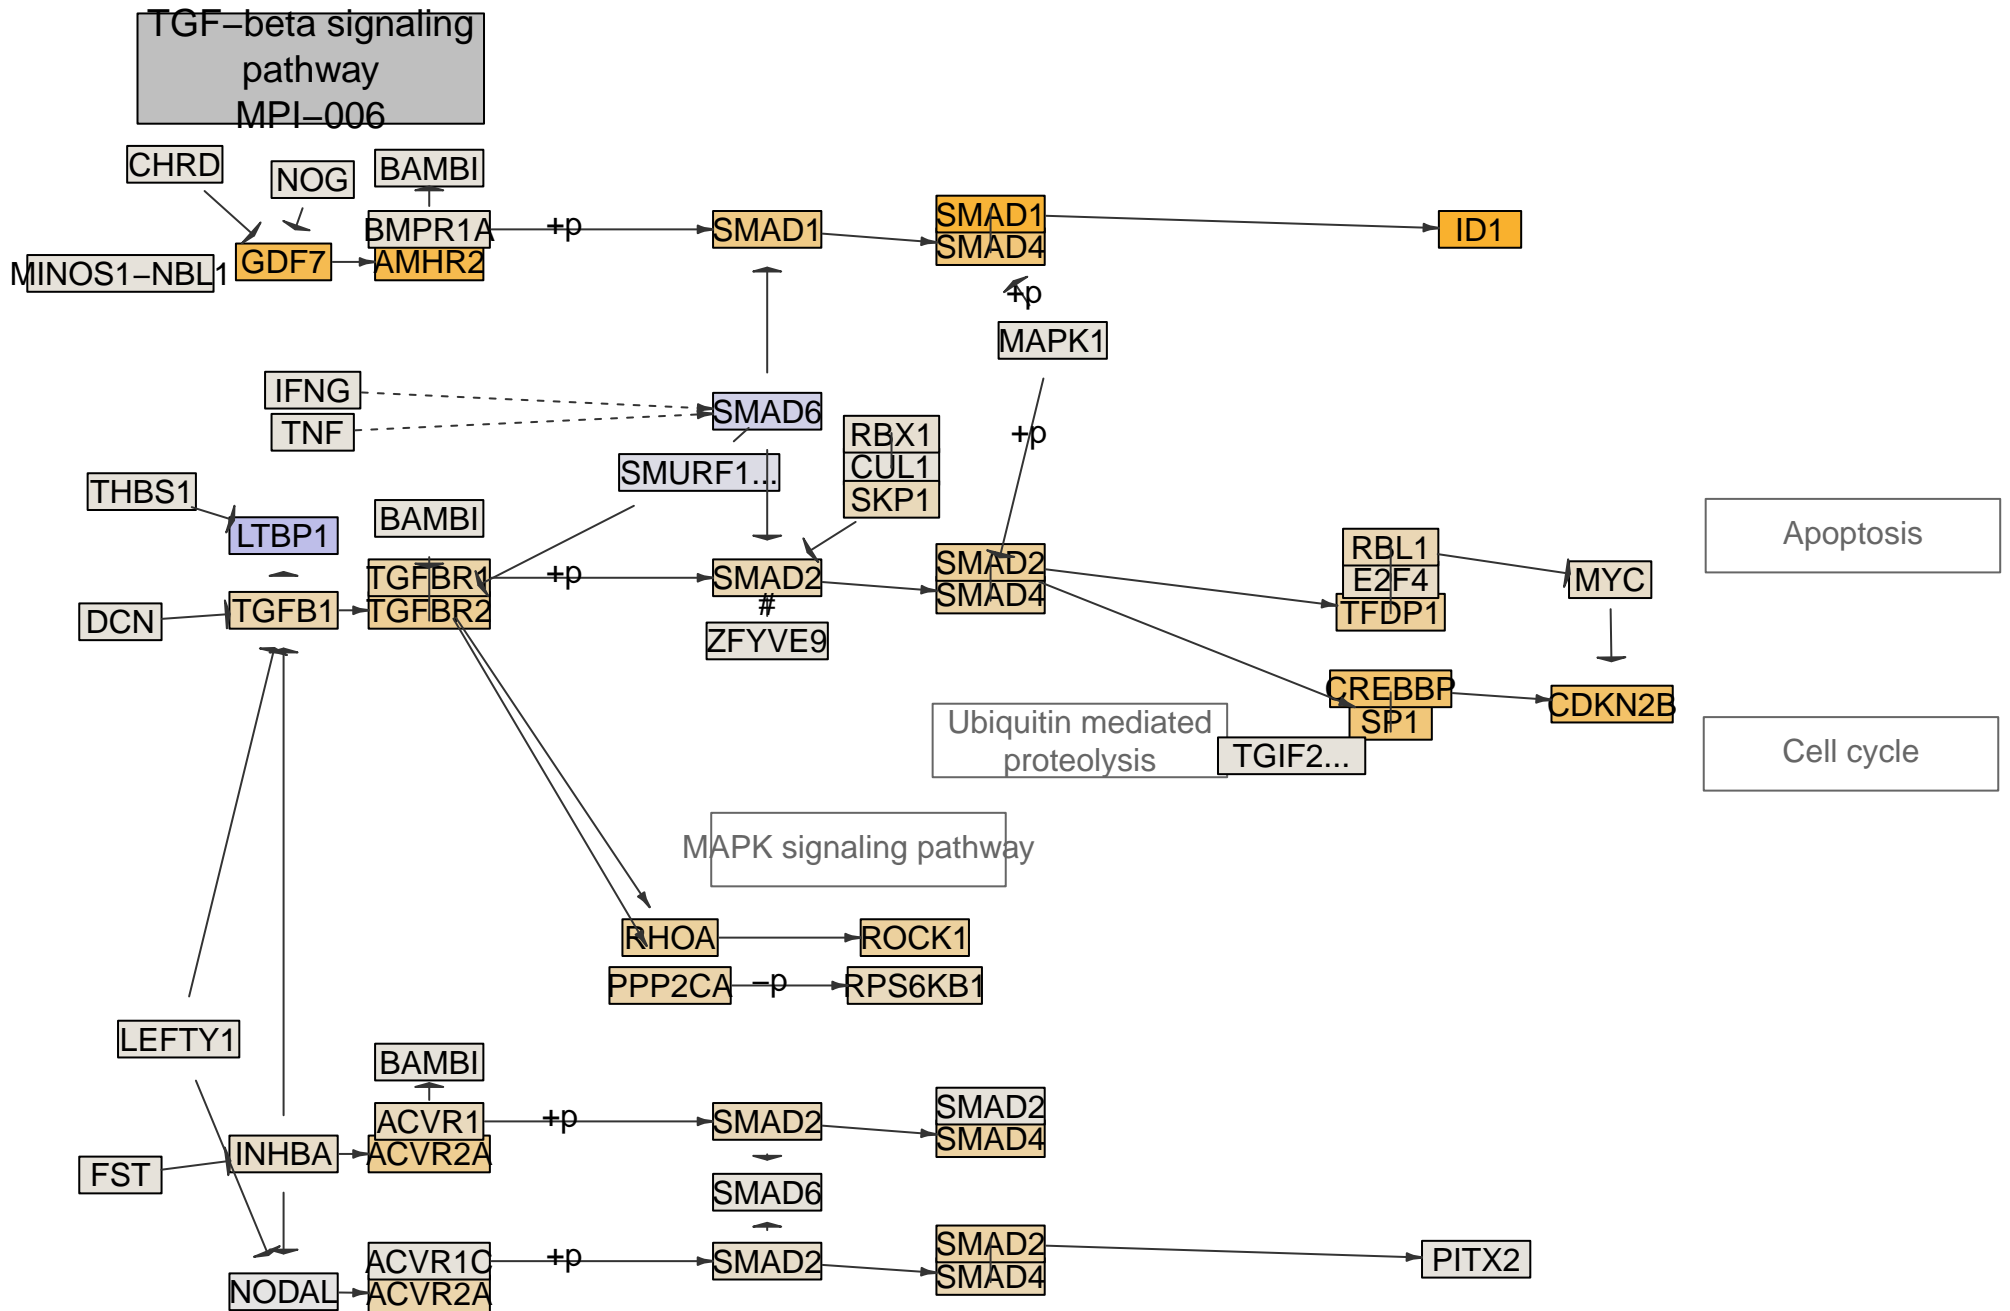 TGF−beta signaling
pathway
MPI−006
CHRD
NOG
BAMBI
BMPR1A
+p
SMAD1
SMAD1
SMAD4
ID1
MINOS1−NBL1
GDF7
AMHR2
+p
MAPK1
IFNG
TNF
SMAD6
SMURF1...
RBX1
CUL1
SKP1
+p
THBS1
LTBP1
BAMBI
DCN
TGFB1
TGFBR1
TGFBR2
+p
SMAD2
#
ZFYVE9
SMAD2
SMAD4
RBL1
E2F4
TFDP1
MYC
Apoptosis
CREBBP
SP1
TGIF2...
CDKN2B
Ubiquitin mediated
proteolysis
Cell cycle
MAPK signaling pathway
RHOA
ROCK1
PPP2CA
−p
RPS6KB1
LEFTY1
BAMBI
FST
INHBA
ACVR1
ACVR2A
+p
SMAD2
SMAD2
SMAD4
SMAD6
NODAL
ACVR1C
ACVR2A
+p
SMAD2
SMAD2
SMAD4
PITX2